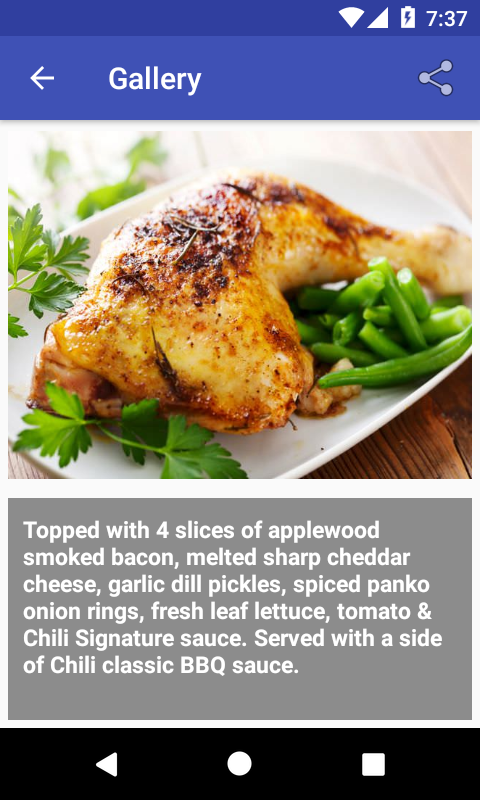 7:37
Gallery
Topped with 4 slices of applewood
smoked bacon, melted sharp cheddar
cheese, garlic dill pickles, spiced panko
onion rings, fresh leaf lettuce, tomato &
Chili Signature sauce. Served with a side
of Chili classic BBQ sauce.